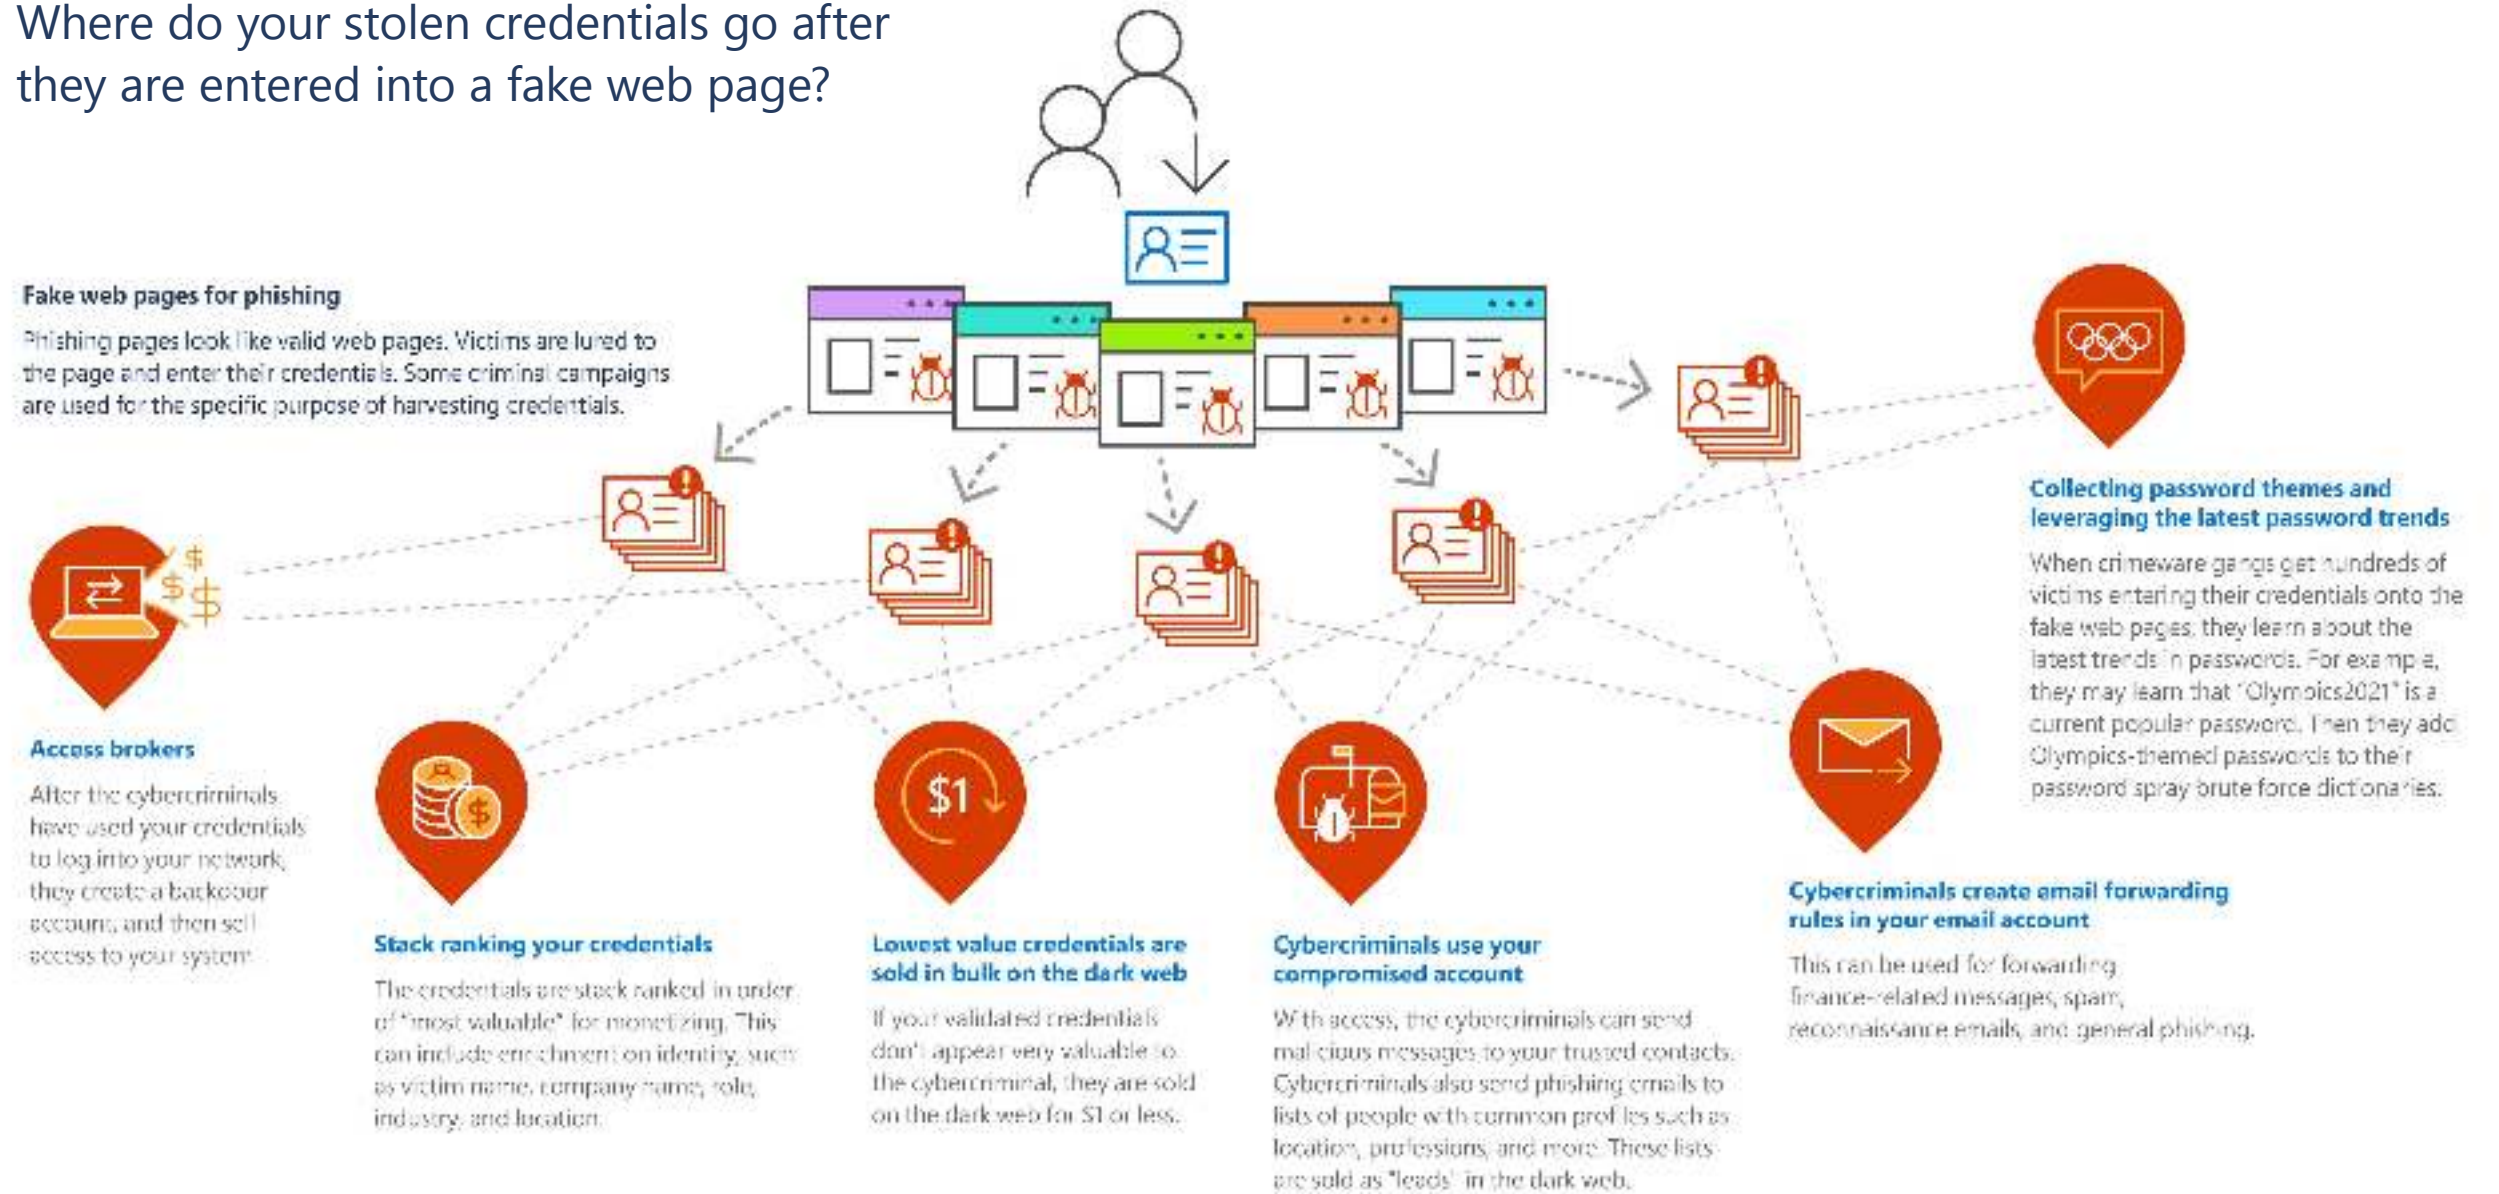 Where do your stolen credentials go after
they are entered into a fake web page?
Fake web pages for phishing
Phishing pages look like valid web pages. Victims are lured to
the page and enter their credentials. Some criminal campaigns
are used for the specific purpose of harvesting credentials.
Access brokers
After the cybercriminals
have used your credentials
to log into your network,
they create a backdoor
account, and then sell
access to your system.
Stack ranking your credentials
The credentials are stack ranked in order
of "most valuable" for monetizing. This
can include enrichment on identity, such
as victim name, company name, role,
industry, and location.
$1
Lowest value credentials are
sold in bulk on the dark web
If your validated credentials
don't appear very valuable to
the cybercriminal, they are sold
on the dark web for $1 or less.
Cybercriminals use your
compromised account
With access, the cybercriminals can send
malicious messages to your trusted contacts.
Cybercriminals also send phishing emails to
lists of people with common profiles such as
location, professions, and more. These lists
are sold as "leads" in the dark web.
Cybercriminals create email forwarding
rules in your email account
This can be used for forwarding
finance-related messages, spam,
reconnaissance emails, and general phishing.
Collecting password themes and
leveraging the latest password trends
When crimeware gangs get hundreds of
victims entering their credentials onto the
fake web pages, they learn about the
latest trends in passwords. For example,
they may learn that "Olympics2021" is a
current popular password. Then they add
Olympics-themed passwords to their
password spray brute force dictionaries.